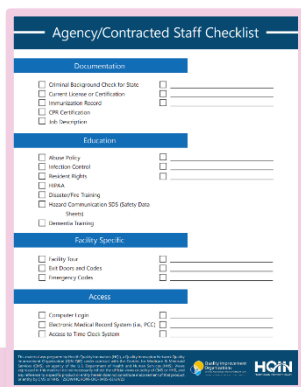 Agency/Contracted Staff Checklist
Documentation
Criminal Background Check for State
Current License or Certification
Immunization Record
CPR Certification
Job Description
Education
Abuse Policy
Infection Control
Resident Rights
HIPAA
Disaster/Fire Training
Hazard Communication SDS (Safety Data
Sheets)
Dementia Training
Facility Specific
Facility Tour
Exit Doors and Codes
Emergency Codes
Access
Computer Login
Electronic Medical Record System (i.e., PCC)
Access to Time Clock System
Quality Improvement
Organizations
HQIN